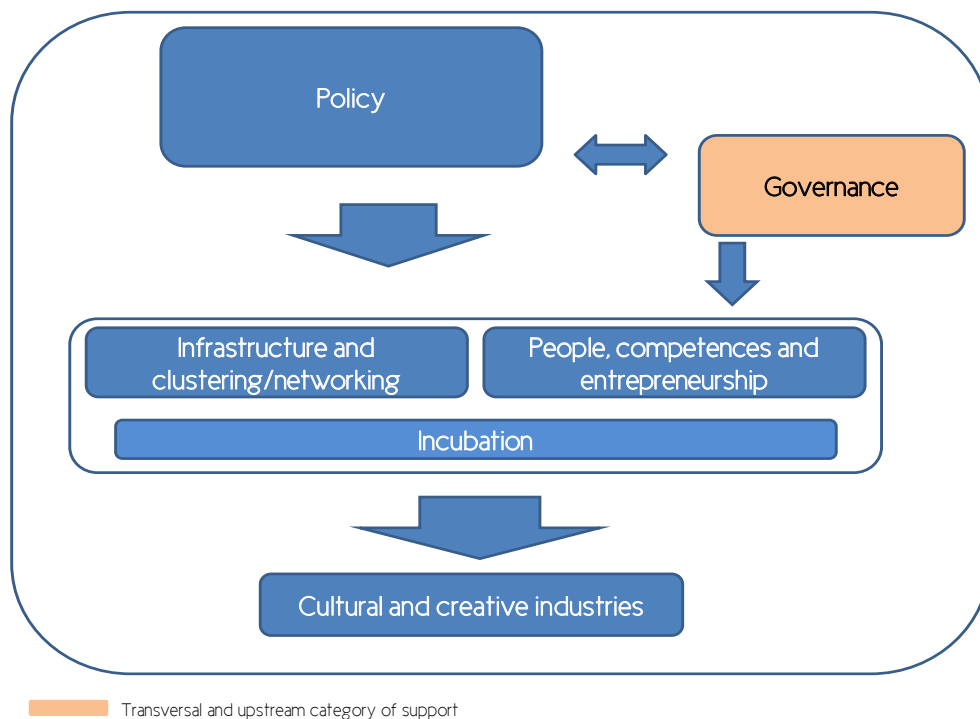 Policy
Governance
Infrastructure and
clustering/networking
People, competences and
entrepreneurship
Incubation
Cultural and creative industries
Transversal and upstream category of support